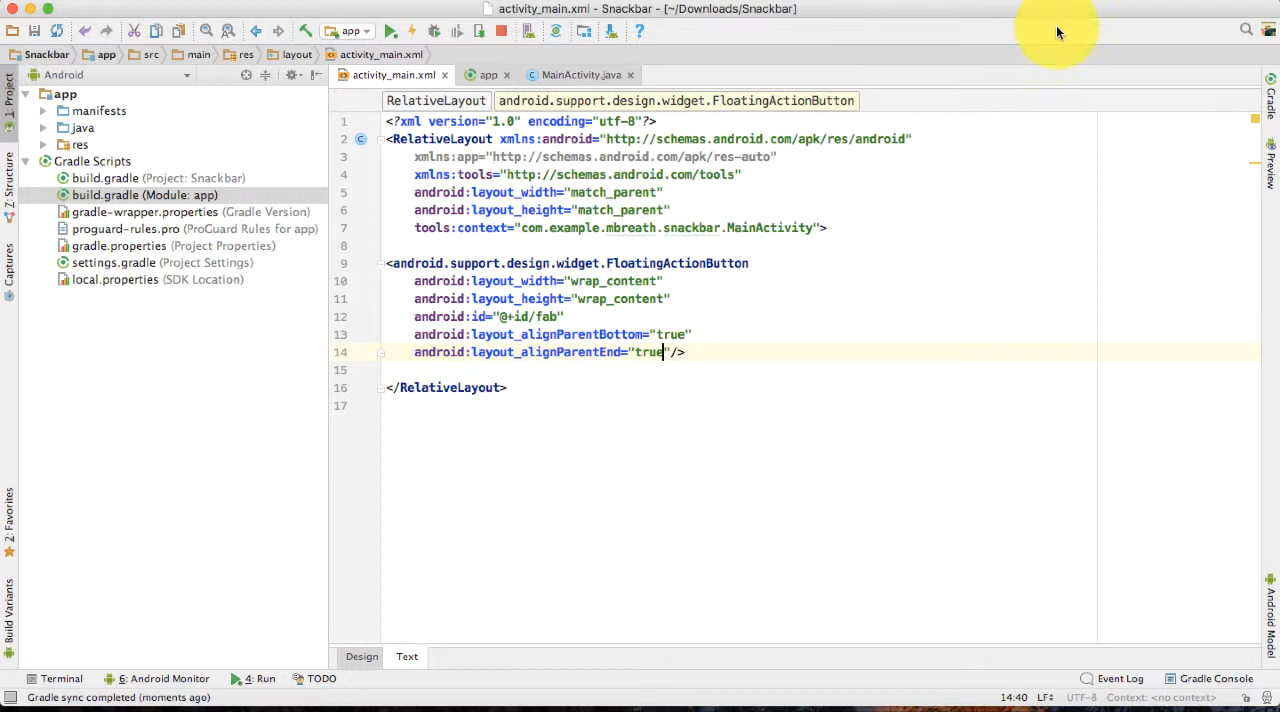 activity_main.xml - Snackbar - [~/Downloads/Snackbar]
app
Snackbar app src main res layout activity_main.xml
Android
activity_main.xml app MainActivity.java
RelativeLayout android.support.design.widget.FloatingActionButton
app
manifests
java
res
Gradle Scripts
build.gradle (Project: Snackbar)
build.gradle (Module: app)
gradle-wrapper.properties (Gradle Version)
proguard-rules.pro (ProGuard Rules for app)
gradle.properties (Project Properties)
settings.gradle (Project Settings)
local.properties (SDK Location)
1 <?xml version="1.0" encoding="utf-8"?>
2 <RelativeLayout xmlns:android="http://schemas.android.com/apk/res/android"
3 xmlns:app="http://schemas.android.com/apk/res-auto"
4 xmlns:tools="http://schemas.android.com/tools"
5 android:layout_width="match_parent"
6 android:layout_height="match_parent"
7 tools:context="com.example.mbreath.snackbar.MainActivity">
8
9 <android.support.design.widget.FloatingActionButton
10 android:layout_width="wrap_content"
11 android:layout_height="wrap_content"
12 android:id="@+id/fab"
13 android:layout_alignParentBottom="true"
14 android:layout_alignParentEnd="true"/>
15
16 </RelativeLayout>
17
1: Project
Z: Structure
Captures
2: Favorites
Build Variants
Gradle
Preview
Android Model
Design Text
Terminal 6: Android Monitor 4: Run TODO Event Log Gradle Console
Gradle sync completed (moments ago) 14:40 LF UTF-8 Context: <no context>